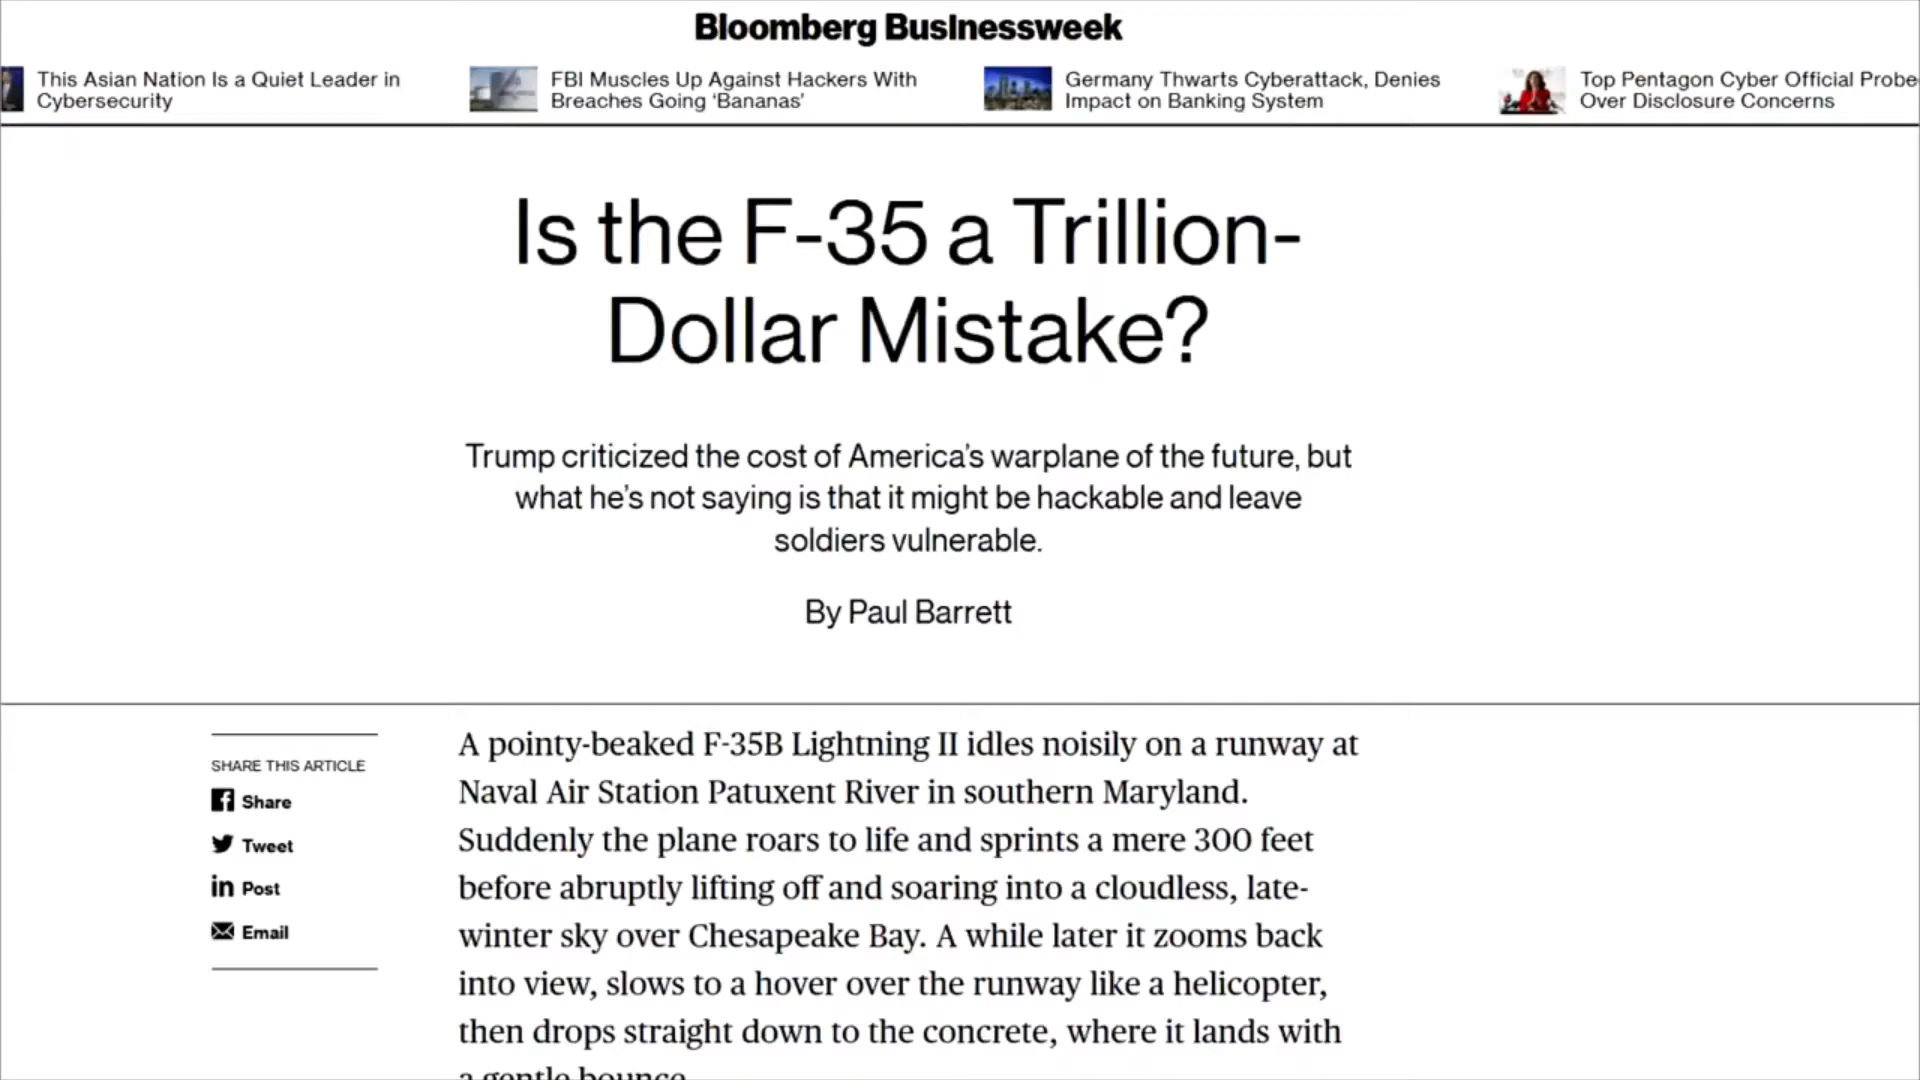 Bloomberg Businessweek
This Asian Nation Is a Quiet Leader in
Cybersecurity
FBI Muscles Up Against Hackers With
Breaches Going ‘Bananas’
Germany Thwarts Cyberattack, Denies
Impact on Banking System
Top Pentagon Cyber Official Probe
Over Disclosure Concerns
Is the F-35 a Trillion-
Dollar Mistake?
Trump criticized the cost of America’s warplane of the future, but
what he’s not saying is that it might be hackable and leave
soldiers vulnerable.
By Paul Barrett
SHARE THIS ARTICLE
Share
Tweet
Post
Email
A pointy-beaked F-35B Lightning II idles noisily on a runway at
Naval Air Station Patuxent River in southern Maryland.
Suddenly the plane roars to life and sprints a mere 300 feet
before abruptly lifting off and soaring into a cloudless, late-
winter sky over Chesapeake Bay. A while later it zooms back
into view, slows to a hover over the runway like a helicopter,
then drops straight down to the concrete, where it lands with
a gentle bounce.